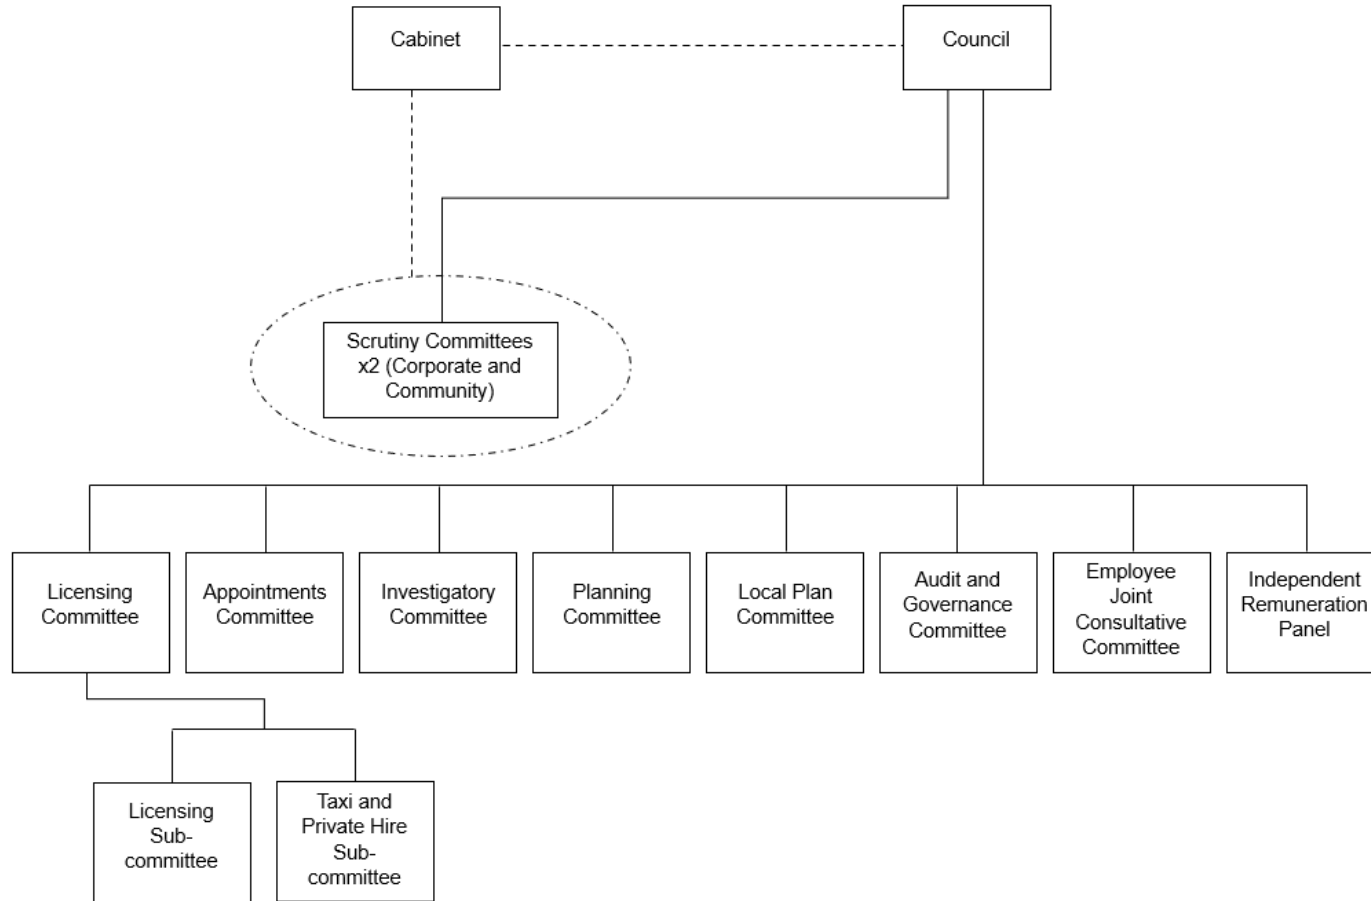 Cabinet
Council
Scrutiny Committees
x2 (Corporate and
Community)
Licensing
Committee
Appointments
Committee
Investigatory
Committee
Planning
Committee
Local Plan
Committee
Audit and
Governance
Committee
Employee
Joint
Consultative
Committee
Independent
Remuneration
Panel
Licensing
Sub-
committee
Taxi and
Private Hire
Sub-
committee